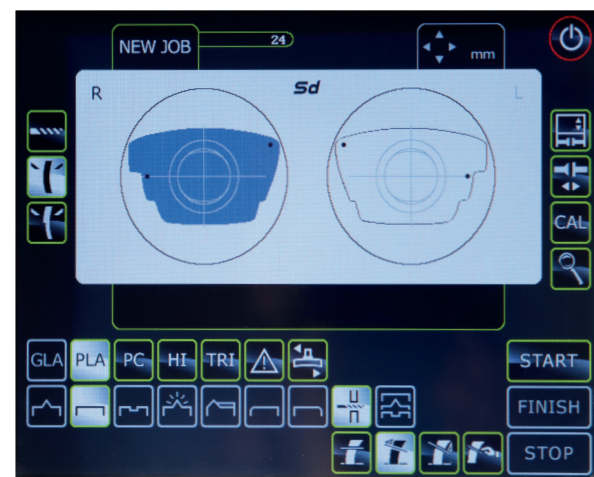 NEW JOB
24
mm
R
Sd
L
CAL
GLA
PLA
PC
HI
TRI
START
FINISH
STOP